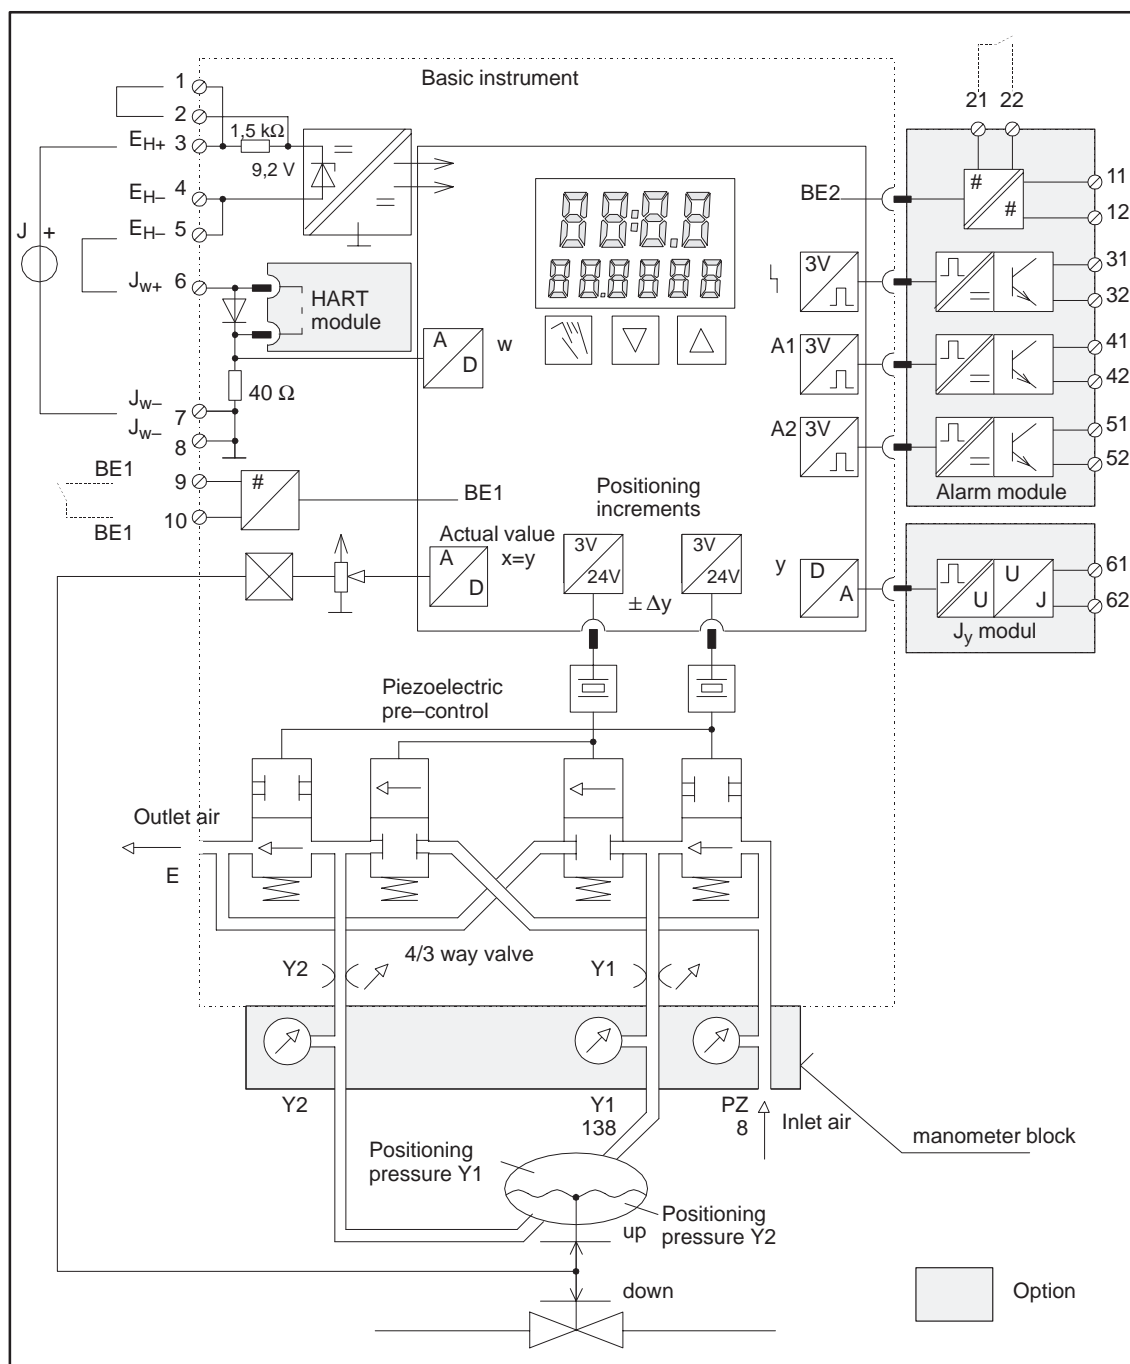 Basic instrument
1
2
1,5 kΩ
EH+ 3
9,2 V
EH– 4
EH– 5
J +
Jw+ 6
HART
module
A
D
w
40 Ω
Jw– 7
Jw– 8
BE1 9
#
BE1
BE1 10
Actual value
x=y
A
D
Positioning
increments
3V
24V
3V
24V
± Δy
21 22
BE2
#
#
11
12
3V
=
31
32
A1 3V
=
41
42
A2 3V
=
51
52
Alarm module
y
D
A
U
U
J
61
62
Jy modul
Piezoelectric
pre–control
Outlet air
E
4/3 way valve
Y2
Y1
Y2
Y1
138
PZ
8
Inlet air
manometer block
Positioning
pressure Y1
Positioning
pressure Y2
up
down
Option